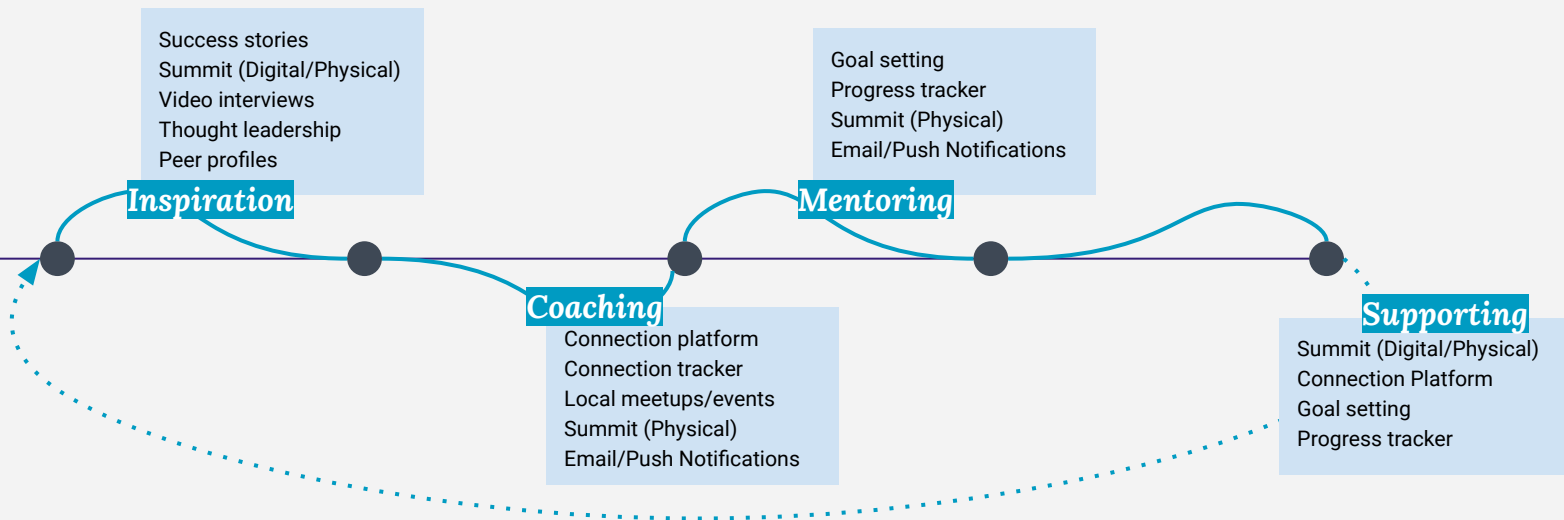 Success stories
Summit (Digital/Physical)
Video interviews
Thought leadership
Peer profiles
Inspiration
Coaching
Connection platform
Connection tracker
Local meetups/events
Summit (Physical)
Email/Push Notifications
Goal setting
Progress tracker
Summit (Physical)
Email/Push Notifications
Mentoring
Supporting
Summit (Digital/Physical)
Connection Platform
Goal setting
Progress tracker